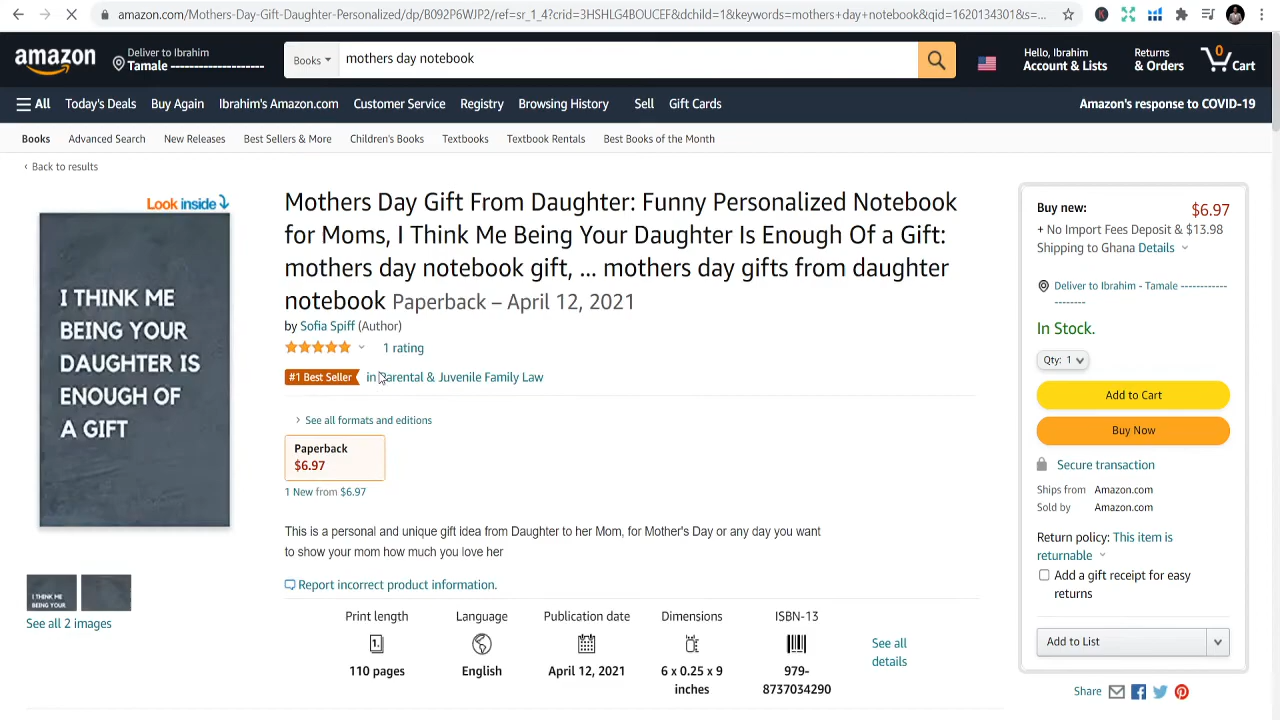 amazon.com/Mothers-Day-Gift-Daughter-Personalized/dp/B092P6WJP2/ref=sr_1_4?crid=3HSHLG4BOUCEF&dchild=1&keywords=mothers+day+notebook&qid=1620134301&s=...
amazon
Deliver to Ibrahim
Tamale ------------------
Books
mothers day notebook
Hello, Ibrahim
Account & Lists
Returns
& Orders
0
Cart
All
Today's Deals
Buy Again
Ibrahim's Amazon.com
Customer Service
Registry
Browsing History
Sell
Gift Cards
Amazon's response to COVID-19
Books
Advanced Search
New Releases
Best Sellers & More
Children's Books
Textbooks
Textbook Rentals
Best Books of the Month
‹ Back to results
Look inside
I THINK ME
BEING YOUR
DAUGHTER IS
ENOUGH OF
A GIFT
I THINK ME
BEING YOUR
See all 2 images
Mothers Day Gift From Daughter: Funny Personalized Notebook
for Moms, I Think Me Being Your Daughter Is Enough Of a Gift:
mothers day notebook gift, ... mothers day gifts from daughter
notebook Paperback – April 12, 2021
by Sofia Spiff (Author)
1 rating
#1 Best Seller in Parental & Juvenile Family Law
› See all formats and editions
Paperback
$6.97
1 New from $6.97
This is a personal and unique gift idea from Daughter to her Mom, for Mother's Day or any day you want
to show your mom how much you love her
Report incorrect product information.
Print length
110 pages
Language
English
Publication date
April 12, 2021
Dimensions
6 x 0.25 x 9
inches
ISBN-13
979-
8737034290
See all
details
Buy new:
$6.97
+ No Import Fees Deposit & $13.98
Shipping to Ghana Details
Deliver to Ibrahim - Tamale -----------
--------
In Stock.
Qty: 1
Add to Cart
Buy Now
Secure transaction
Ships from Amazon.com
Sold by Amazon.com
Return policy: This item is
returnable
Add a gift receipt for easy
returns
Add to List
Share